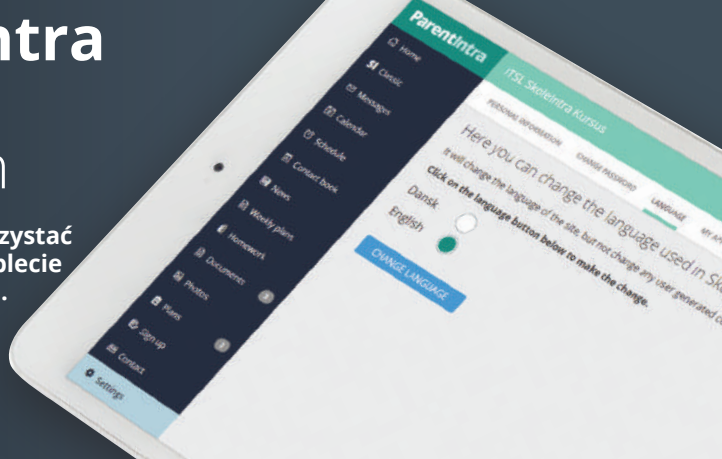 ntra
zystać
blecie
.
ParentIntra
ITSL SkoleIntra Kursus
Home
SI Classic
Messages
Calendar
Schedule
Contact book
News
Weekly plans
Homework
Documents
Photos
Plans
Sign up
Contact
Settings
PERSONAL INFORMATION
CHANGE PASSWORD
LANGUAGE
MY
Here you can change the language used in
It will change the language of the site, but not change any user generated
Click on the language button below to make the change.
Dansk
English
CHANGE LANGUAGE